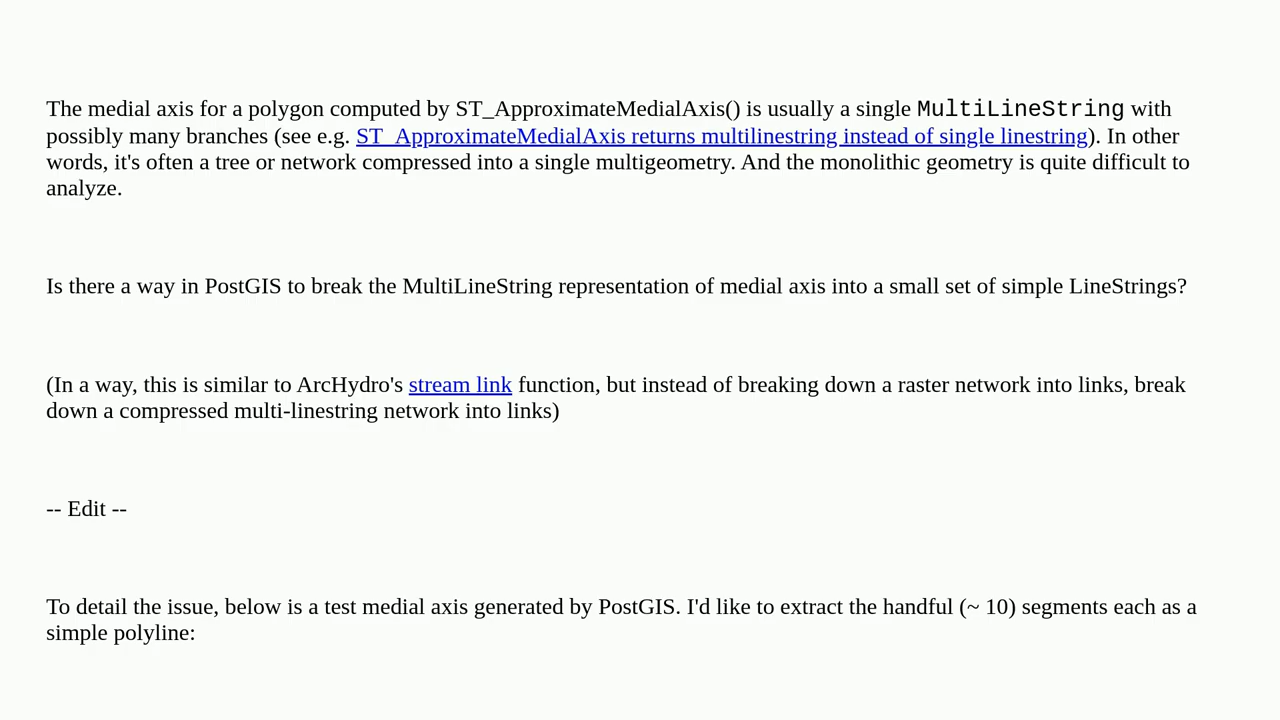 The medial axis for a polygon computed by ST_ApproximateMedialAxis() is usually a single MultiLineString with
possibly many branches (see e.g. ST_ApproximateMedialAxis returns multilinestring instead of single linestring). In other
words, it's often a tree or network compressed into a single multigeometry. And the monolithic geometry is quite difficult to
analyze.
Is there a way in PostGIS to break the MultiLineString representation of medial axis into a small set of simple LineStrings?
(In a way, this is similar to ArcHydro's stream link function, but instead of breaking down a raster network into links, break
down a compressed multi-linestring network into links)
-- Edit --
To detail the issue, below is a test medial axis generated by PostGIS. I'd like to extract the handful (~ 10) segments each as a
simple polyline: